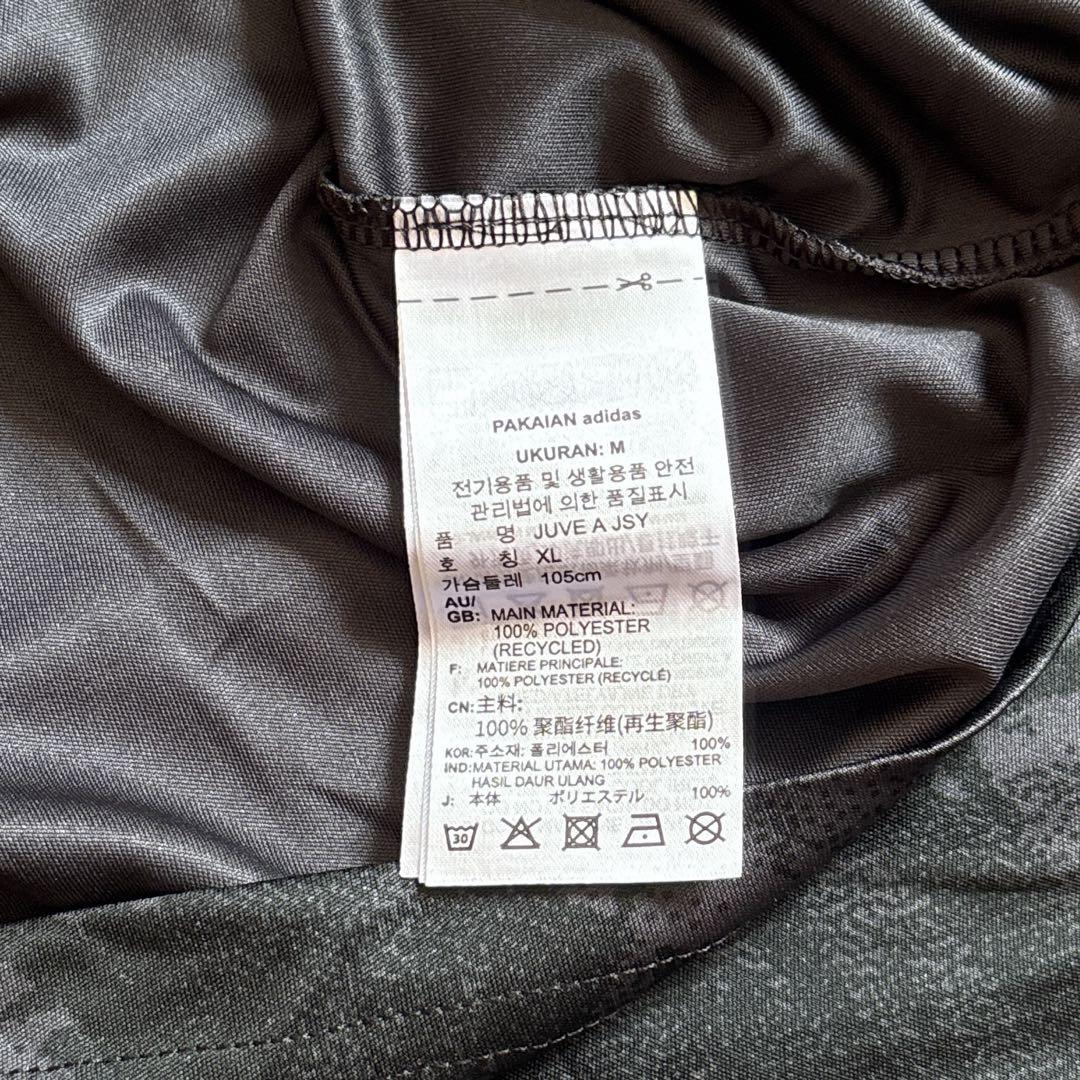 PAKAIAN adidas
UKURAN: M
전기용품 및 생활용품 안전
관리법에 의한 품질표시
품 명 JUVE A JSY
호 칭 XL
가슴둘레 105cm
AU/
GB: MAIN MATERIAL:
100% POLYESTER
(RECYCLED)
F: MATIERE PRINCIPALE:
100% POLYESTER (RECYCLÉ)
CN:主料:
100% 聚酯纤维(再生聚酯)
KOR:주소재: 폴리에스터 100%
IND:MATERIAL UTAMA: 100% POLYESTER
HASIL DAUR ULANG
J: 本体 ポリエステル 100%
30